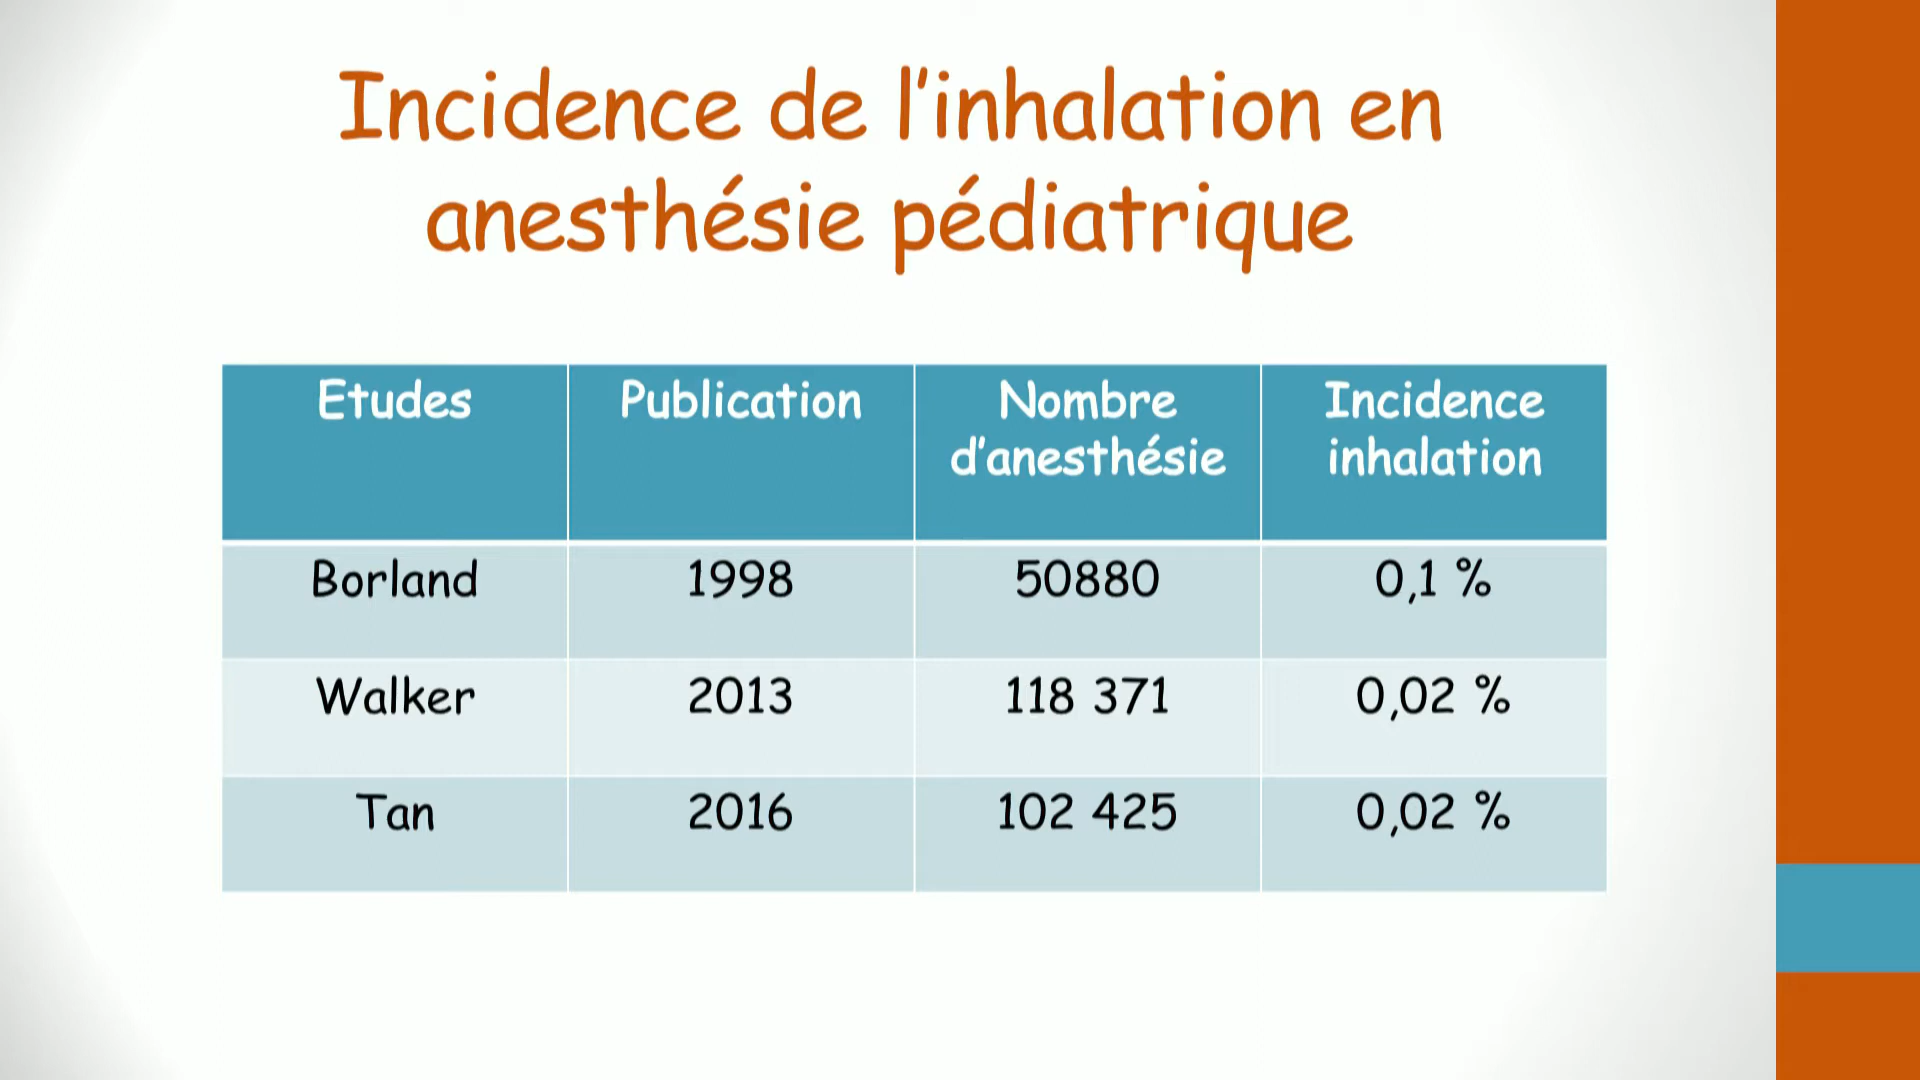 Incidence de l’inhalation en
anesthésie pédiatrique
Etudes Publication Nombre d’anesthésie Incidence inhalation
Borland 1998 50880 0,1 %
Walker 2013 118 371 0,02 %
Tan 2016 102 425 0,02 %